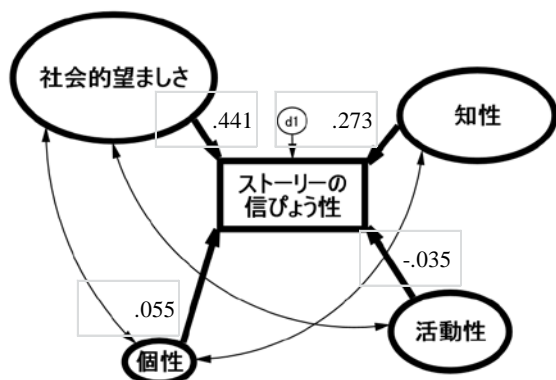 社会的望ましさ
.441
d1
.273
知性
ストーリーの
信ぴょう性
-.035
.055
個性
活動性